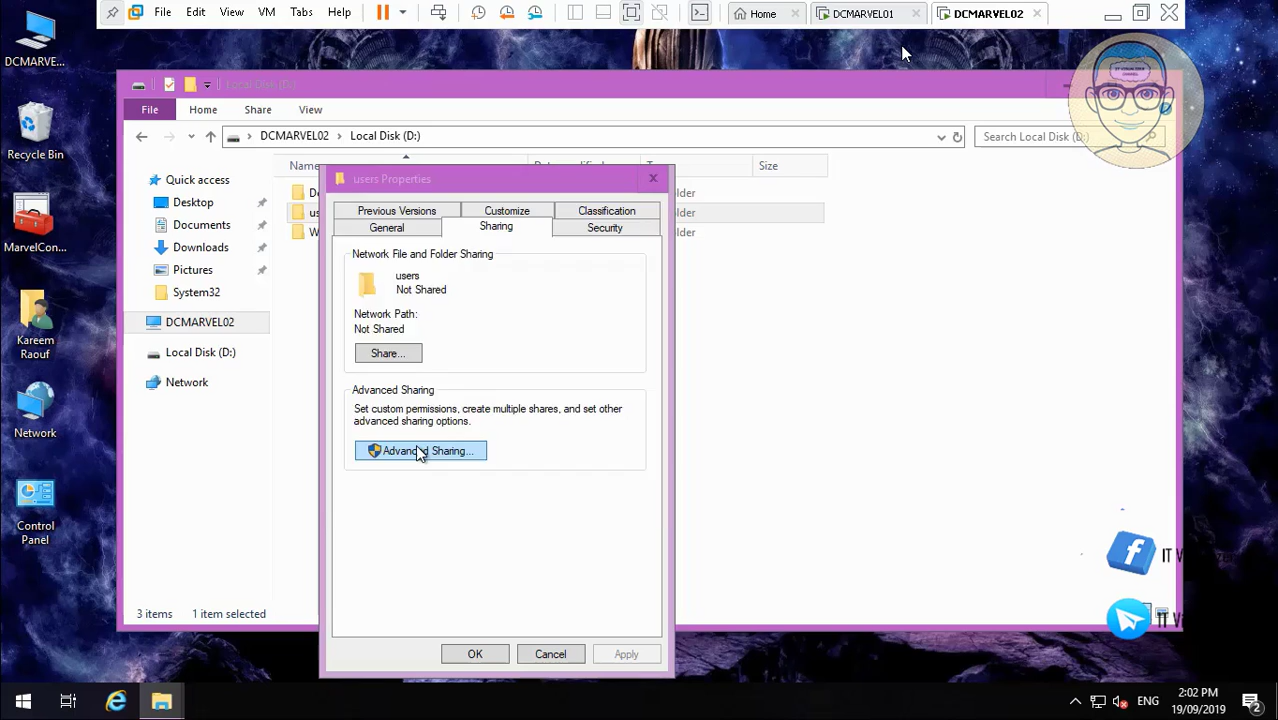 File Edit View VM Tabs Help
Home
DCMARVEL01
DCMARVEL02
DCMARVE...
Recycle Bin
MarvelCon...
Kareem
Raouf
Network
Control
Panel
Local Disk (D:)
File Home Share View
DCMARVEL02 Local Disk (D:)
Search Local Disk (D:)
Quick access
Desktop
Documents
Downloads
Pictures
System32
DCMARVEL02
Local Disk (D:)
Network
Size
users Properties
Previous Versions Customize Classification
General Sharing Security
Network File and Folder Sharing
users
Not Shared
Network Path:
Not Shared
Share...
Advanced Sharing
Set custom permissions, create multiple shares, and set other
advanced sharing options.
Advanced Sharing...
OK Cancel Apply
3 items 1 item selected
IT
IT
ENG
2:02 PM
19/09/2019
2